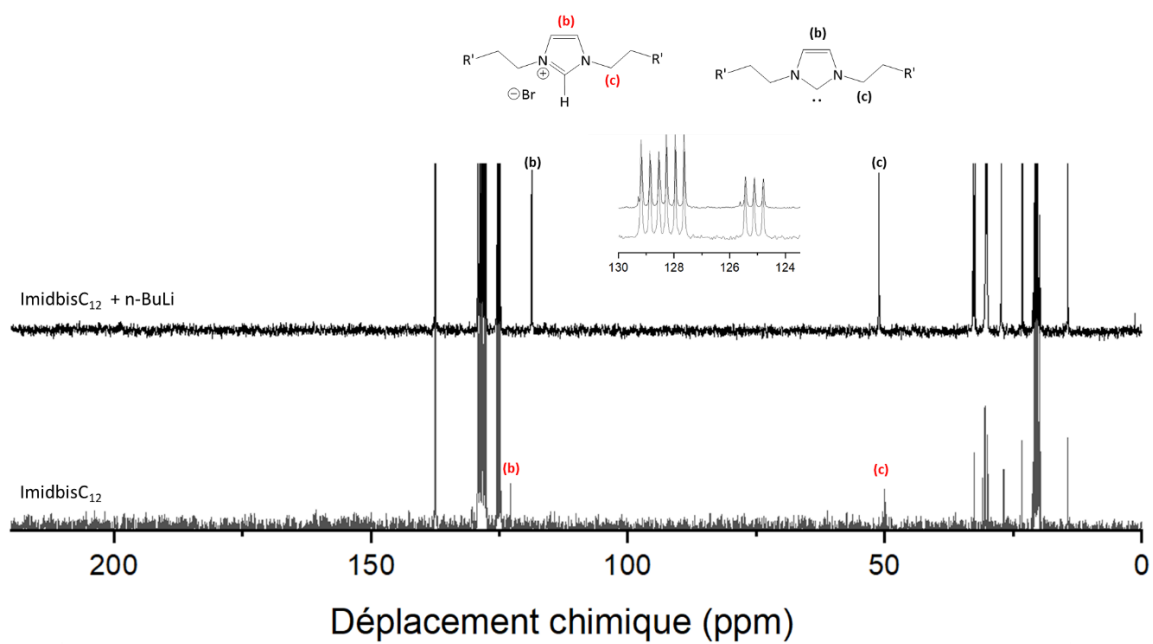 (b)
(b)
R'
N
N
R'
R'
N
N
R'
+
(c)
(c)
⊖Br
H
••
(b)
(c)
130
128
126
124
ImidbisC₁₂ + n-BuLi
(b)
(c)
ImidbisC₁₂
200
150
100
50
0
Déplacement chimique (ppm)